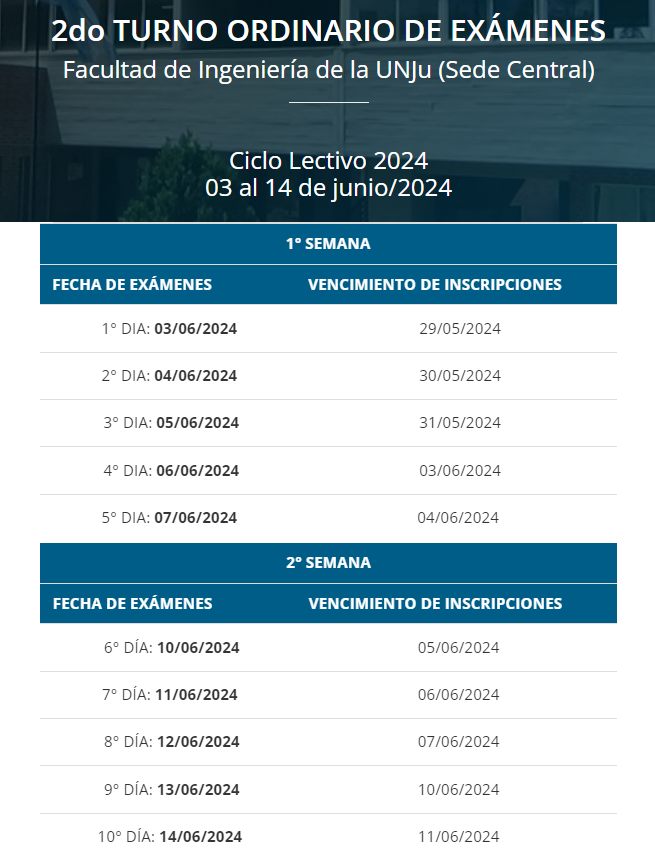 2do TURNO ORDINARIO DE EXÁMENES
Facultad de Ingeniería de la UNJu (Sede Central)
Ciclo Lectivo 2024
03 al 14 de junio/2024
1° SEMANA
FECHA DE EXÁMENES VENCIMIENTO DE INSCRIPCIONES
1° DIA: 03/06/2024 29/05/2024
2° DIA: 04/06/2024 30/05/2024
3° DIA: 05/06/2024 31/05/2024
4° DIA: 06/06/2024 03/06/2024
5° DIA: 07/06/2024 04/06/2024
2° SEMANA
FECHA DE EXÁMENES VENCIMIENTO DE INSCRIPCIONES
6° DÍA: 10/06/2024 05/06/2024
7° DÍA: 11/06/2024 06/06/2024
8° DÍA: 12/06/2024 07/06/2024
9° DÍA: 13/06/2024 10/06/2024
10° DÍA: 14/06/2024 11/06/2024